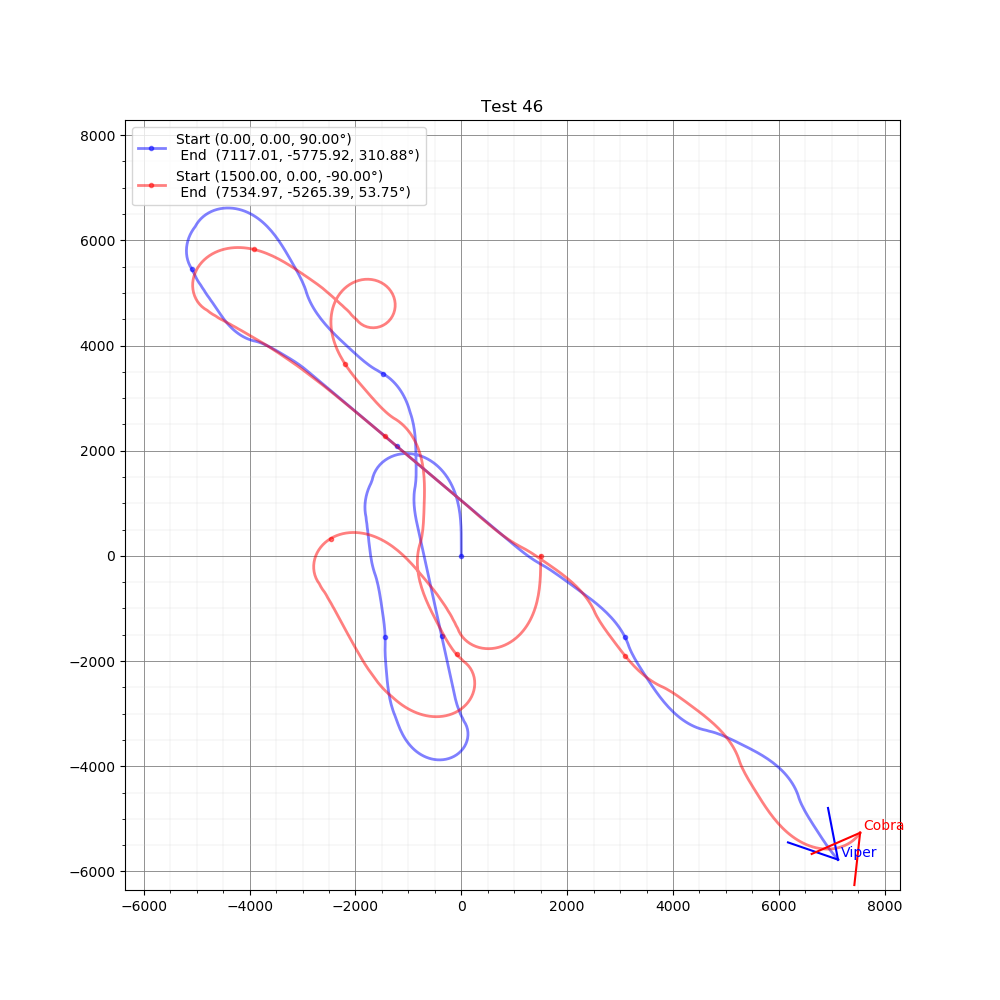 Test 46
Start (0.00, 0.00, 90.00°)
End (7117.01, -5775.92, 310.88°)
Start (1500.00, 0.00, -90.00°)
End (7534.97, -5265.39, 53.75°)
8000
6000
4000
2000
0
−2000
−4000
−6000
Cobra
Viper
−6000 −4000 −2000 0 2000 4000 6000 8000